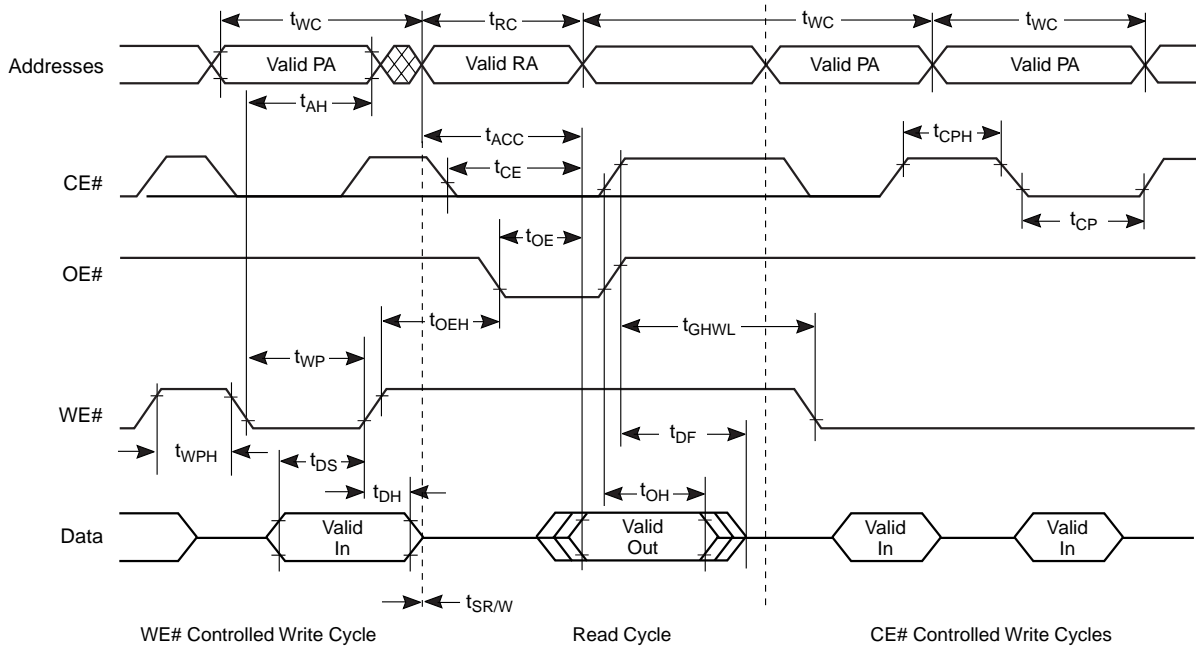 tWC
tRC
tWC
tWC
Addresses
Valid PA
Valid RA
Valid PA
Valid PA
tAH
tACC
tCPH
tCE
CE#
tCP
tOE
OE#
tOEH
tGHWL
tWP
WE#
tWPH
tDS
tDF
tDH
tOH
Data
Valid
In
Valid
Out
Valid
In
Valid
In
tSR/W
WE# Controlled Write Cycle
Read Cycle
CE# Controlled Write Cycles